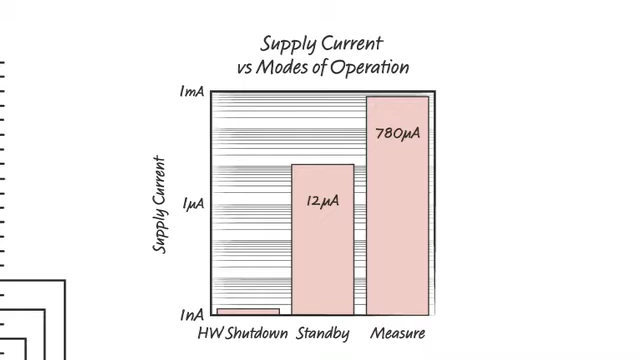 Supply Current
vs Modes of Operation
1mA
780µA
12µA
1µA
Supply Current
1nA
HW Shutdown Standby Measure